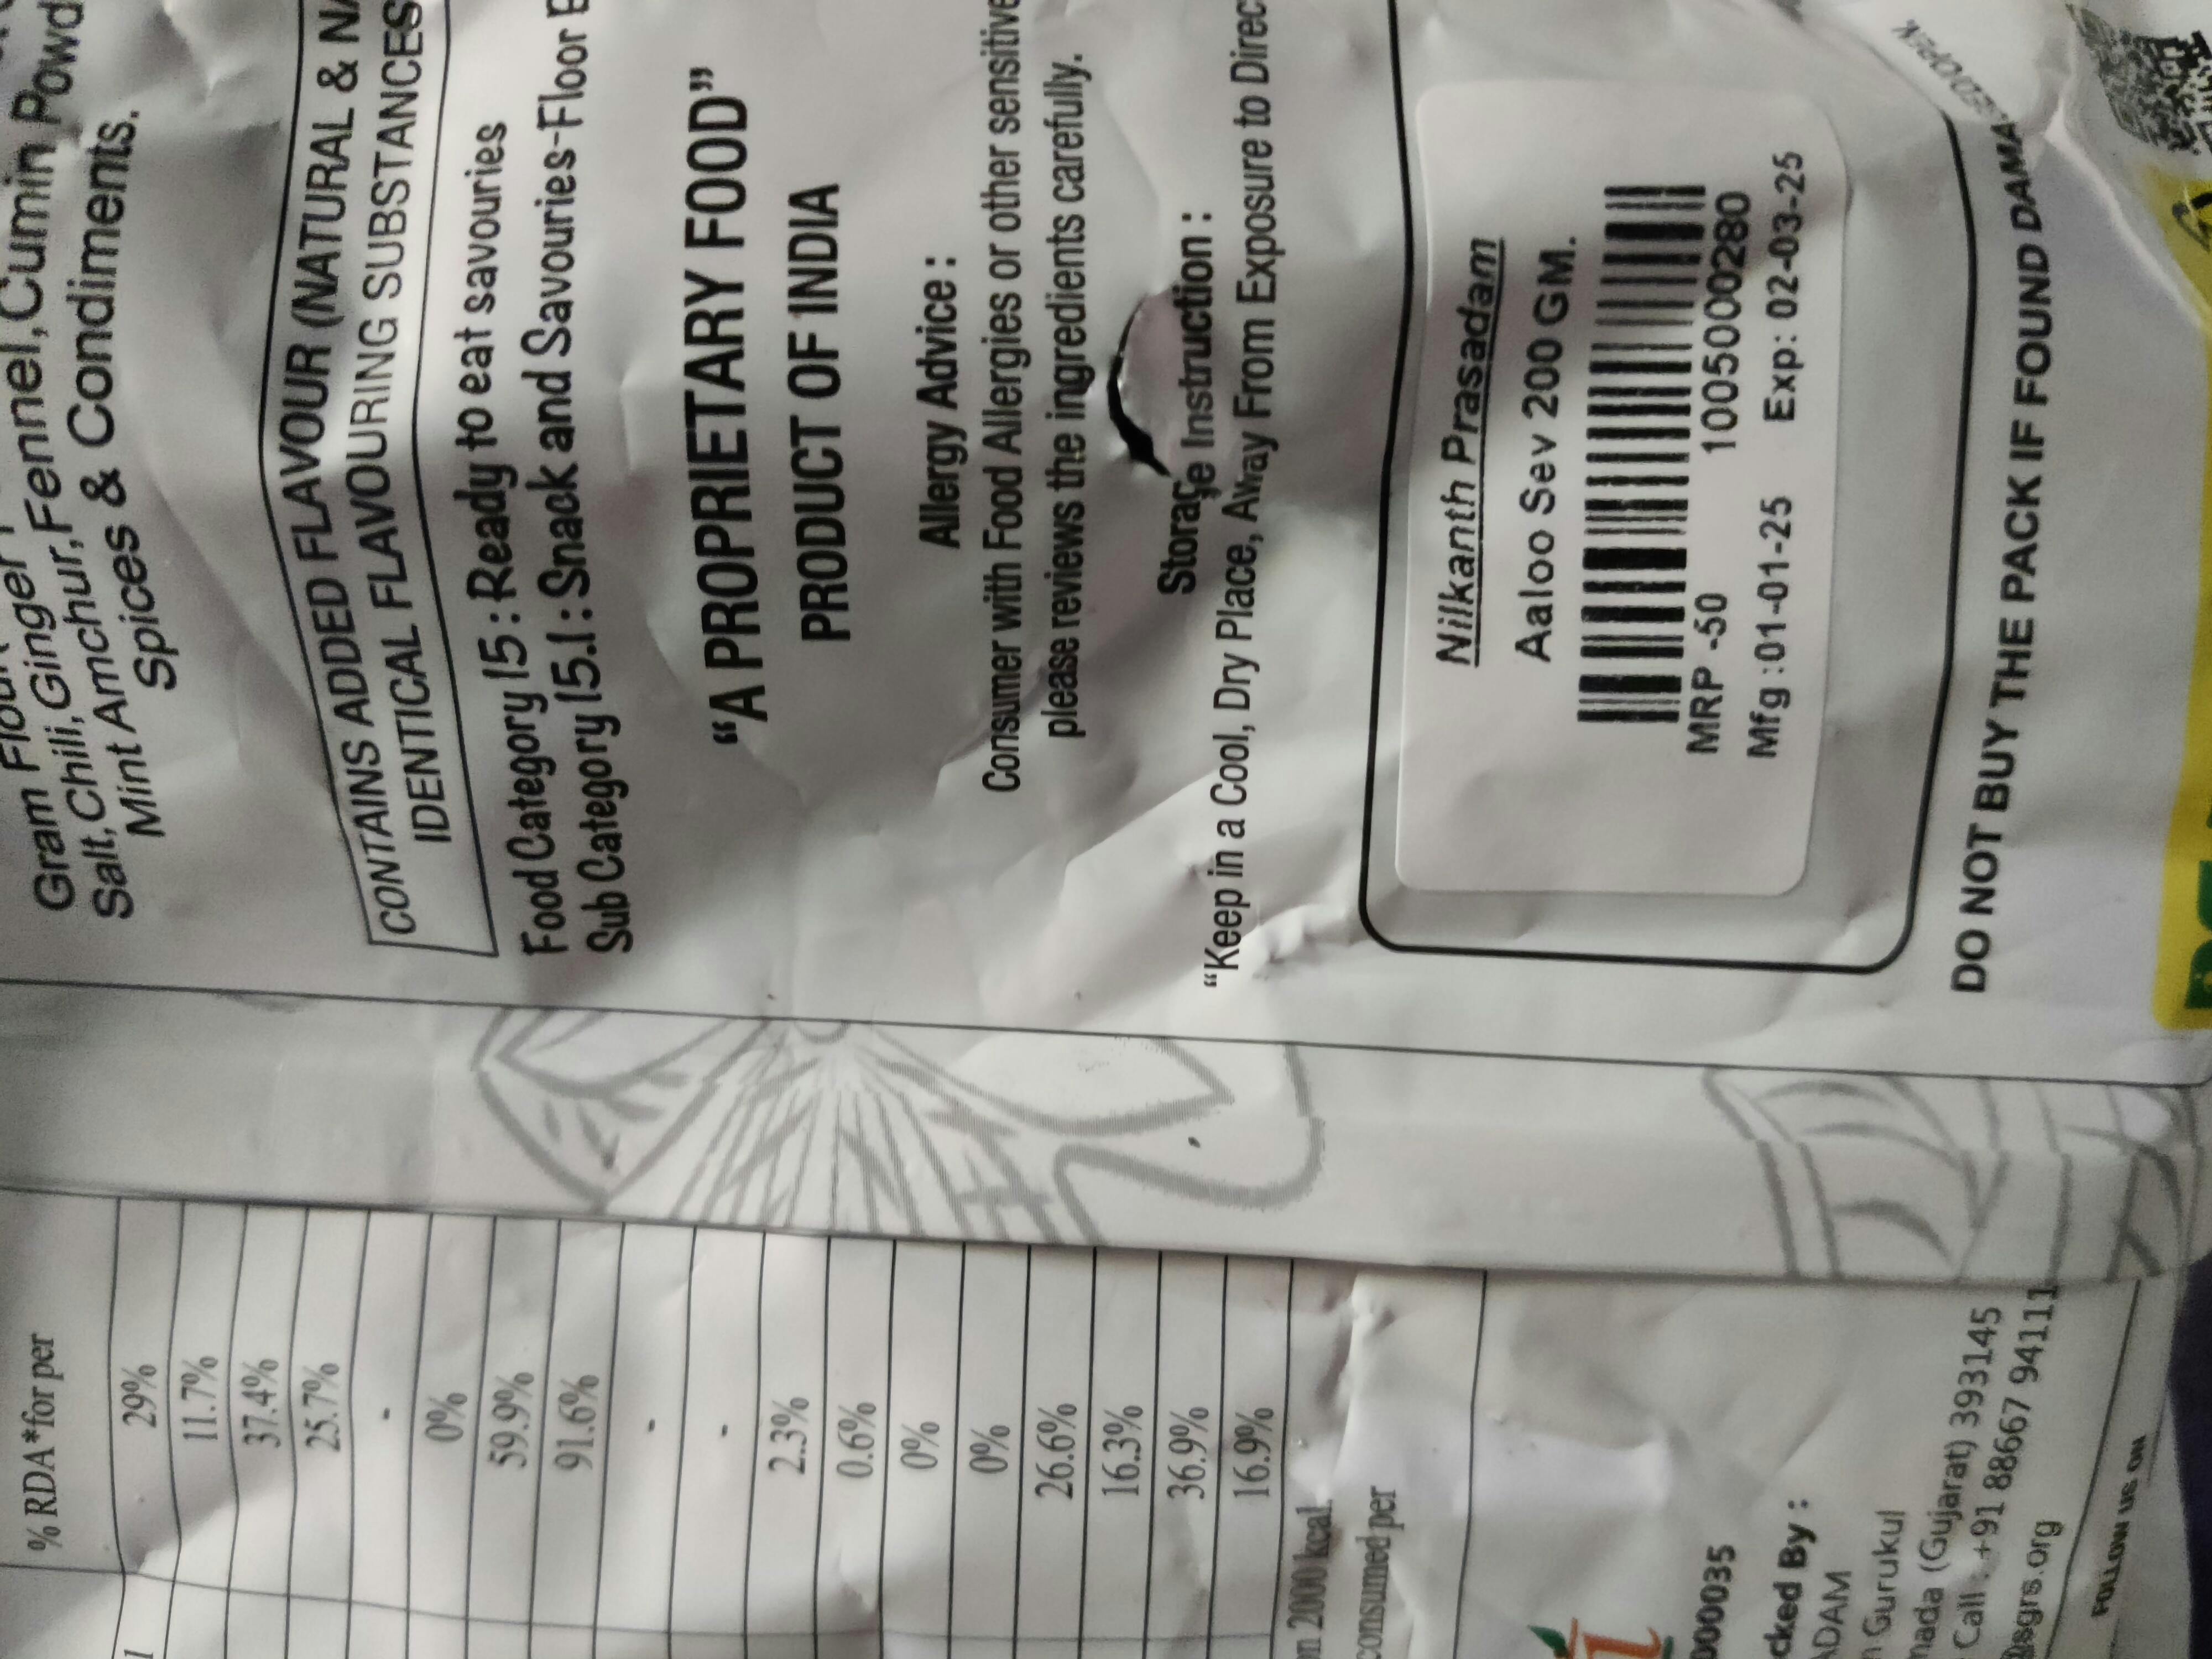 Gram Flour, Ginger
Salt, Chili, Ginger, Fennel, Cumin Powd
Mint Amchur, 
Spices & Condiments.
CONTAINS ADDED FLAVOUR (NATURAL & NA
IDENTICAL FLAVOURING SUBSTANCES
Food Category 15 : Ready to eat savouries
Sub Category 15.1 : Snack and Savouries-Floor B
“A PROPRIETARY FOOD”
PRODUCT OF INDIA
Allergy Advice :
Consumer with Food Allergies or other sensitive
please reviews the ingredients carefully.
Storage Instruction :
“Keep in a Cool, Dry Place, Away From Exposure to Direc
Nilkanth Prasadam
Aaloo Sev 200 GM.
MRP -50 1005000280
Mfg :01-01-25 Exp: 02-03-25
DO NOT BUY THE PACK IF FOUND DAMA
OPEN.
% RDA*for per
29%
11.7%
37.4%
25.7%
-
0%
59.9%
91.6%
-
-
2.3%
0.6%
0%
0%
26.6%
16.3%
36.9%
16.9%
n 2000 kcal.
consumed per
000035
cked By :
ADAM
Gurukul
nada (Gujarat) 393145
Call : +91 88667 94111
sgrs.org
FOLLOW US ON